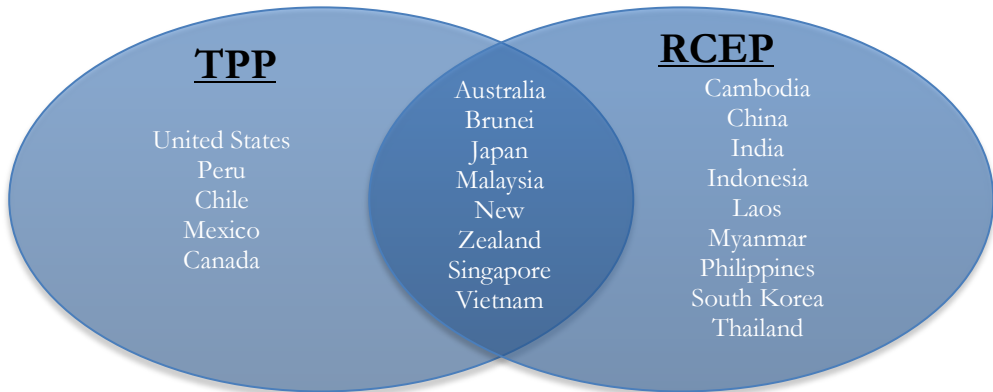 TPP
United States
Peru
Chile
Mexico
Canada
Australia
Brunei
Japan
Malaysia
New
Zealand
Singapore
Vietnam
RCEP
Cambodia
China
India
Indonesia
Laos
Myanmar
Philippines
South Korea
Thailand